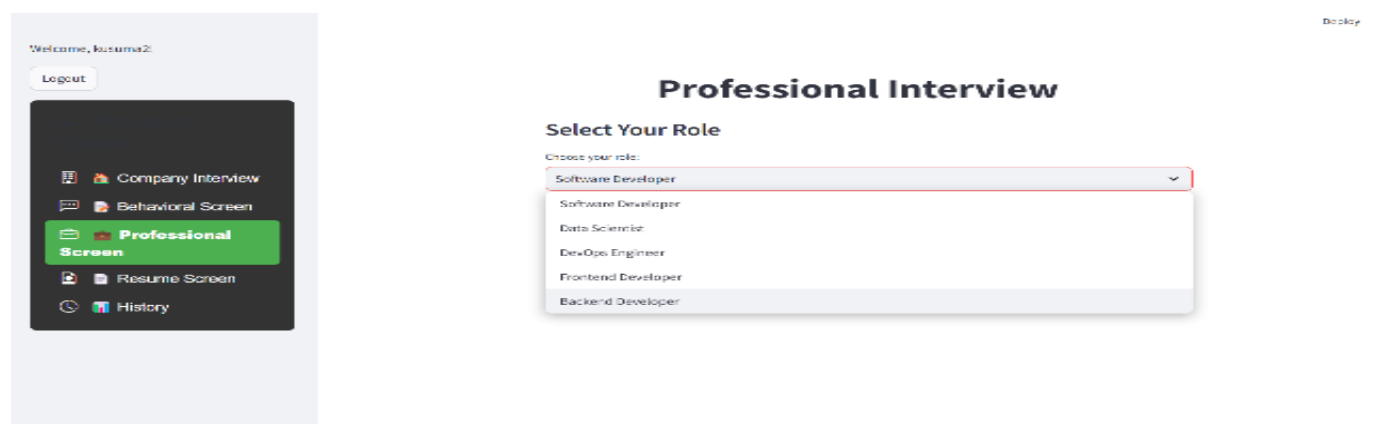 Deploy
Welcome, kusuma2!
Logout
Company Interview
Behavioral Screen
Professional
Screen
Resume Screen
History
Professional Interview
Select Your Role
Choose your role:
Software Developer
Software Developer
Data Scientist
DevOps Engineer
Frontend Developer
Backend Developer